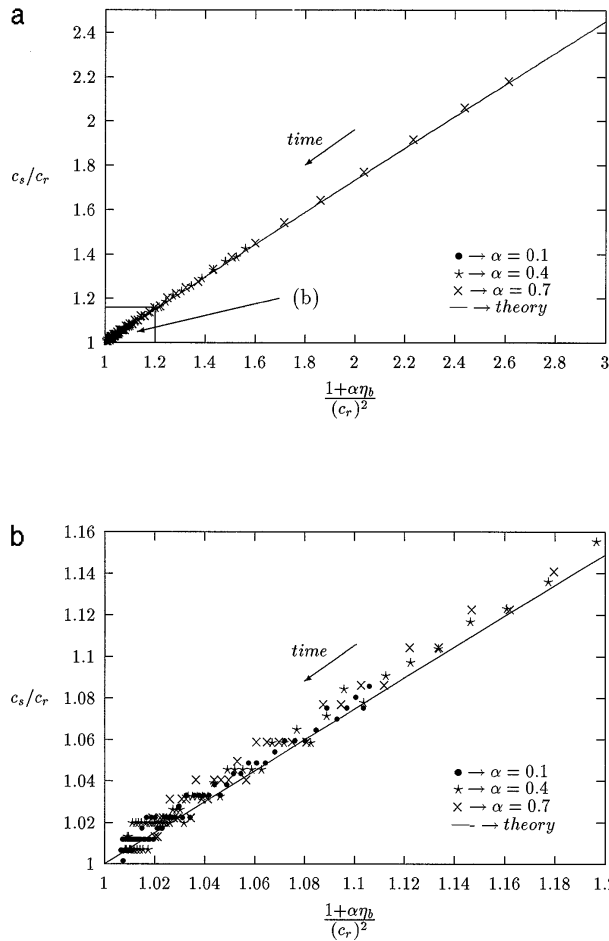 a
2.4
2.2
2
1.8
1.6
1.4
1.2
1
c_s/c_r
time
(b)
• → α = 0.1
⋆ → α = 0.4
× → α = 0.7
— → theory
1 1.2 1.4 1.6 1.8 2 2.2 2.4 2.6 2.8 3
1+αη_b
(c_r)^2
b
1.16
1.14
1.12
1.1
1.08
1.06
1.04
1.02
1
c_s/c_r
time
• → α = 0.1
⋆ → α = 0.4
× → α = 0.7
— → theory
1 1.02 1.04 1.06 1.08 1.1 1.12 1.14 1.16 1.18 1.2
1+αη_b
(c_r)^2